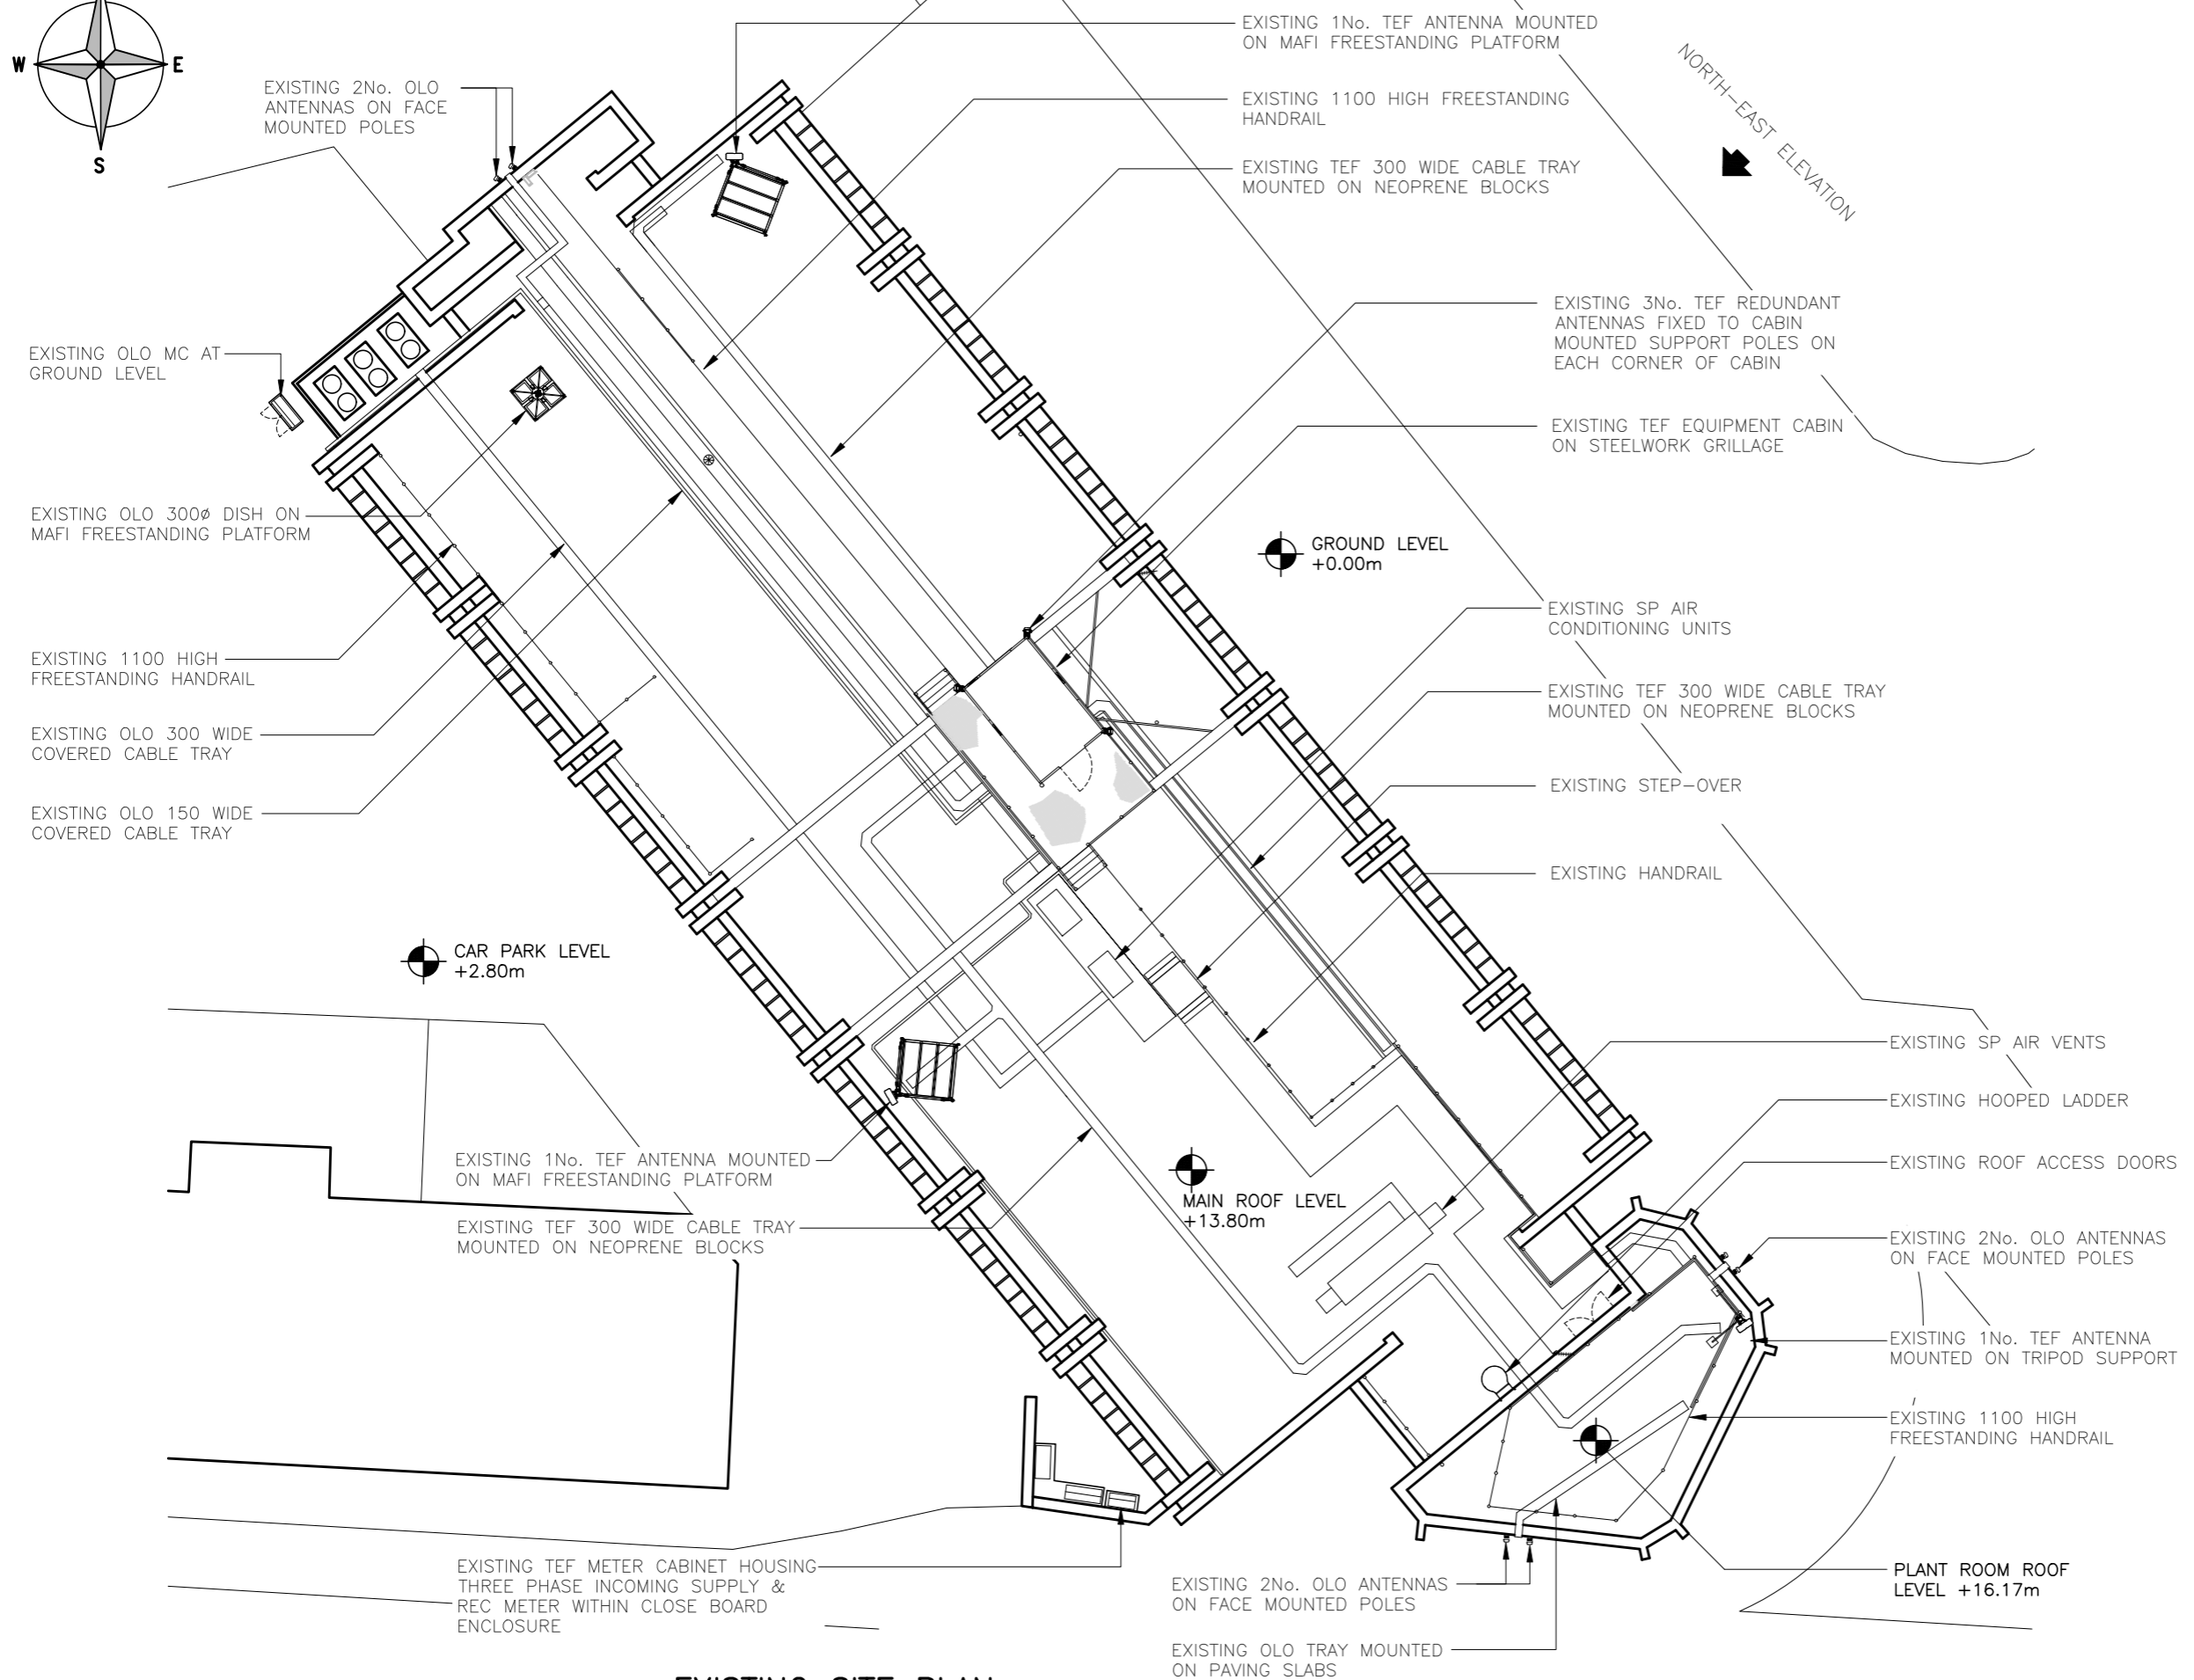 W
E
S
EXISTING 2No. OLO
ANTENNAS ON FACE
MOUNTED POLES
EXISTING 1No. TEF ANTENNA MOUNTED
ON MAFI FREESTANDING PLATFORM
EXISTING 1100 HIGH FREESTANDING
HANDRAIL
EXISTING TEF 300 WIDE CABLE TRAY
MOUNTED ON NEOPRENE BLOCKS
NORTH-EAST ELEVATION
EXISTING 3No. TEF REDUNDANT
ANTENNAS FIXED TO CABIN
MOUNTED SUPPORT POLES ON
EACH CORNER OF CABIN
EXISTING TEF EQUIPMENT CABIN
ON STEELWORK GRILLAGE
EXISTING OLO MC AT
GROUND LEVEL
EXISTING OLO 300ø DISH ON
MAFI FREESTANDING PLATFORM
GROUND LEVEL
+0.00m
EXISTING SP AIR
CONDITIONING UNITS
EXISTING 1100 HIGH
FREESTANDING HANDRAIL
EXISTING TEF 300 WIDE CABLE TRAY
MOUNTED ON NEOPRENE BLOCKS
EXISTING OLO 300 WIDE
COVERED CABLE TRAY
EXISTING STEP-OVER
EXISTING OLO 150 WIDE
COVERED CABLE TRAY
EXISTING HANDRAIL
CAR PARK LEVEL
+2.80m
EXISTING SP AIR VENTS
EXISTING HOOPED LADDER
EXISTING 1No. TEF ANTENNA MOUNTED
ON MAFI FREESTANDING PLATFORM
EXISTING ROOF ACCESS DOORS
MAIN ROOF LEVEL
+13.80m
EXISTING TEF 300 WIDE CABLE TRAY
MOUNTED ON NEOPRENE BLOCKS
EXISTING 2No. OLO ANTENNAS
ON FACE MOUNTED POLES
EXISTING 1No. TEF ANTENNA
MOUNTED ON TRIPOD SUPPORT
EXISTING 1100 HIGH
FREESTANDING HANDRAIL
EXISTING TEF METER CABINET HOUSING
THREE PHASE INCOMING SUPPLY &
REC METER WITHIN CLOSE BOARD
ENCLOSURE
EXISTING 2No. OLO ANTENNAS
ON FACE MOUNTED POLES
PLANT ROOM ROOF
LEVEL +16.17m
EXISTING OLO TRAY MOUNTED
ON PAVING SLABS
EXISTING SITE PLAN